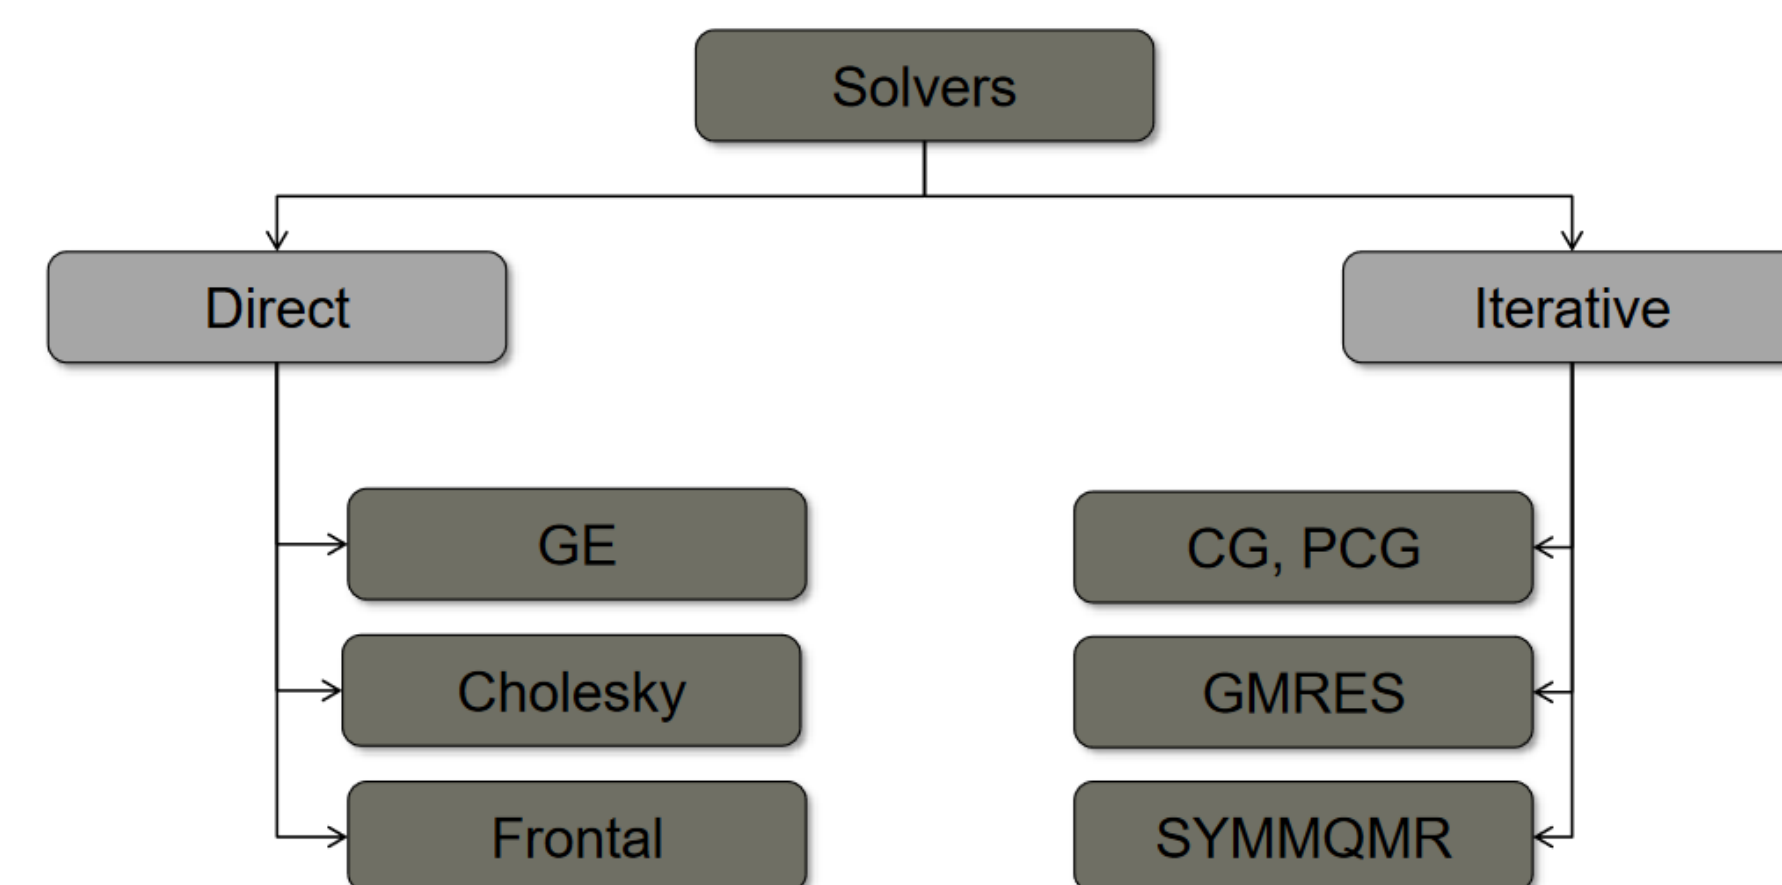 Solvers
Direct
Iterative
GE
CG, PCG
Cholesky
GMRES
Frontal
SYMMQMR